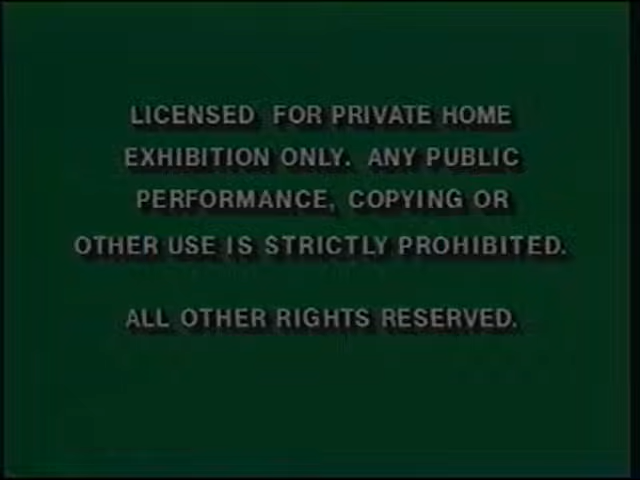 LICENSED FOR PRIVATE HOME
EXHIBITION ONLY. ANY PUBLIC
PERFORMANCE, COPYING OR
OTHER USE IS STRICTLY PROHIBITED.
ALL OTHER RIGHTS RESERVED.